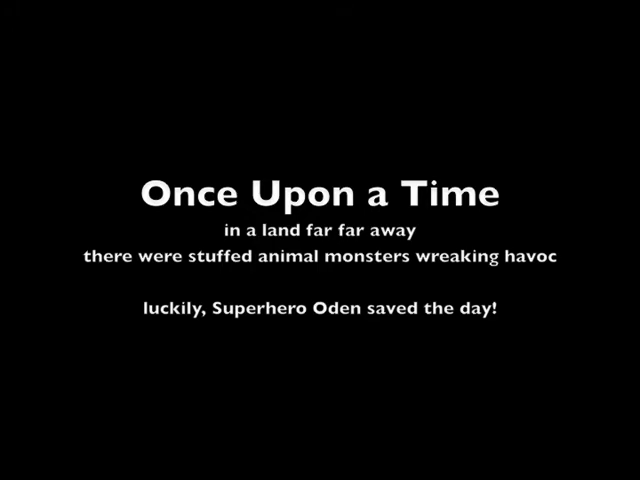 Once Upon a Time
in a land far far away
there were stuffed animal monsters wreaking havoc
luckily, Superhero Oden saved the day!